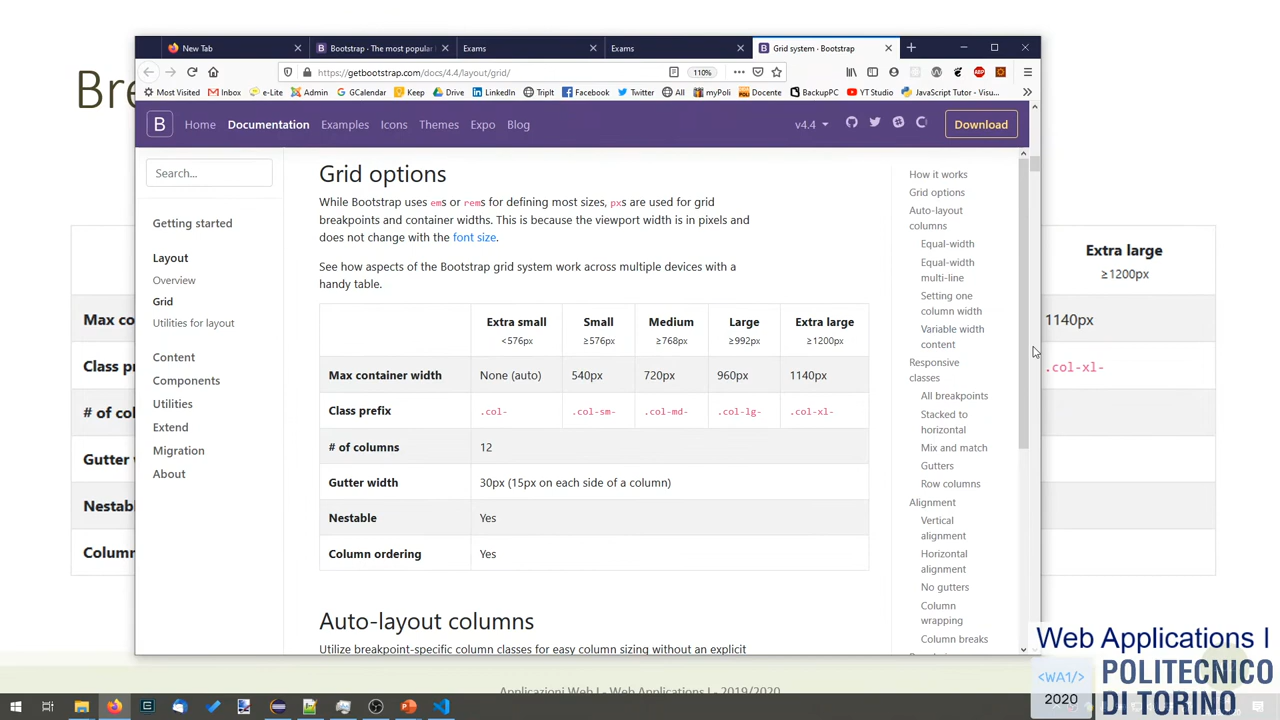 Bre
New Tab
Bootstrap · The most popular
Exams
Exams
Grid system · Bootstrap
https://getbootstrap.com/docs/4.4/layout/grid/
110%
Most Visited
Inbox
e-Lite
Admin
GCalendar
Keep
Drive
LinkedIn
TripIt
Facebook
Twitter
All
myPoli
Docente
BackupPC
YT Studio
JavaScript Tutor - Visu...
B
Home
Documentation
Examples
Icons
Themes
Expo
Blog
v4.4
Download
Search...
Getting started
Layout
Overview
Grid
Utilities for layout
Content
Components
Utilities
Extend
Migration
About
Grid options
While Bootstrap uses ems or rems for defining most sizes, pxs are used for grid
breakpoints and container widths. This is because the viewport width is in pixels and
does not change with the font size.
See how aspects of the Bootstrap grid system work across multiple devices with a
handy table.
Extra small Small Medium Large Extra large
<576px ≥576px ≥768px ≥992px ≥1200px
Max container width None (auto) 540px 720px 960px 1140px
Class prefix .col- .col-sm- .col-md- .col-lg- .col-xl-
# of columns 12
Gutter width 30px (15px on each side of a column)
Nestable Yes
Column ordering Yes
Auto-layout columns
Utilize breakpoint-specific column classes for easy column sizing without an explicit
How it works
Grid options
Auto-layout
columns
Equal-width
Equal-width
multi-line
Setting one
column width
Variable width
content
Responsive
classes
All breakpoints
Stacked to
horizontal
Mix and match
Gutters
Row columns
Alignment
Vertical
alignment
Horizontal
alignment
No gutters
Column
wrapping
Column breaks
Max co
Class pr
# of col
Gutter w
Nestab
Column
Extra large
≥1200px
1140px
.col-xl-
Applicazioni Web I - Web Applications I - 2019/2020
Web Applications I
<WA1/>
2020
POLITECNICO
DI TORINO